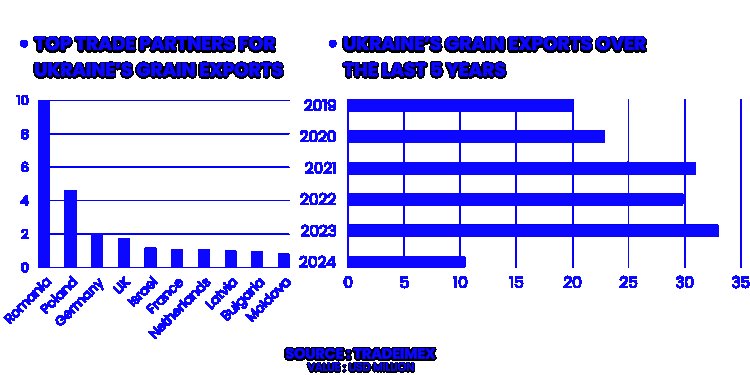 • TOP TRADE PARTNERS FOR
UKRAINE'S GRAIN EXPORTS
• UKRAINE'S GRAIN EXPORTS OVER
THE LAST 5 YEARS
10
8
6
4
2
0
Romania
Poland
Germany
UK
Israel
France
Netherlands
Latvia
Bulgaria
Moldova
2019
2020
2021
2022
2023
2024
0 5 10 15 20 25 30 35
SOURCE : TRADEIMEX
VALUE : USD MILLION